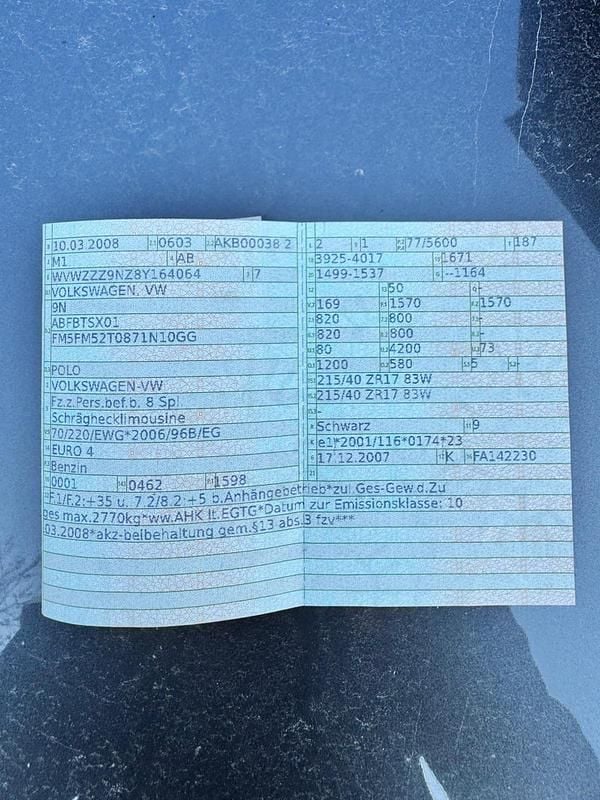 10.03.2008 0603 AKB00038 2
M1 AB
WVWZZZ9NZ8Y164064 7
VOLKSWAGEN, VW
9N
ABFBTSX01
FM5FM52T0871N10GG
POLO
VOLKSWAGEN-VW
Fz.z.Pers.bef.b. 8 Spl
Schräghecklimousine
70/220/EWG*2006/96B/EG
EURO 4
Benzin
0001 0462 1598
2 1 77/5600 187
3925-4017 1671
1499-1537 --1164
50 -
169 1570 1570
820 800 -
820 800 -
80 4200 73
1200 580 5 -
215/40 ZR17 83W
215/40 ZR17 83W
-
Schwarz 9
e1*2001/116*0174*23
17.12.2007 K FA142230
F.1/F.2:+35 u. 7.2/8.2:+5 b.Anhängebetrieb*zul.Ges-Gew.d.Zu
ges max.2770kg*ww.AHK lt.EGTG*Datum zur Emissionsklasse: 10
.03.2008*akz-beibehaltung gem.§13 abs.3 fzv***